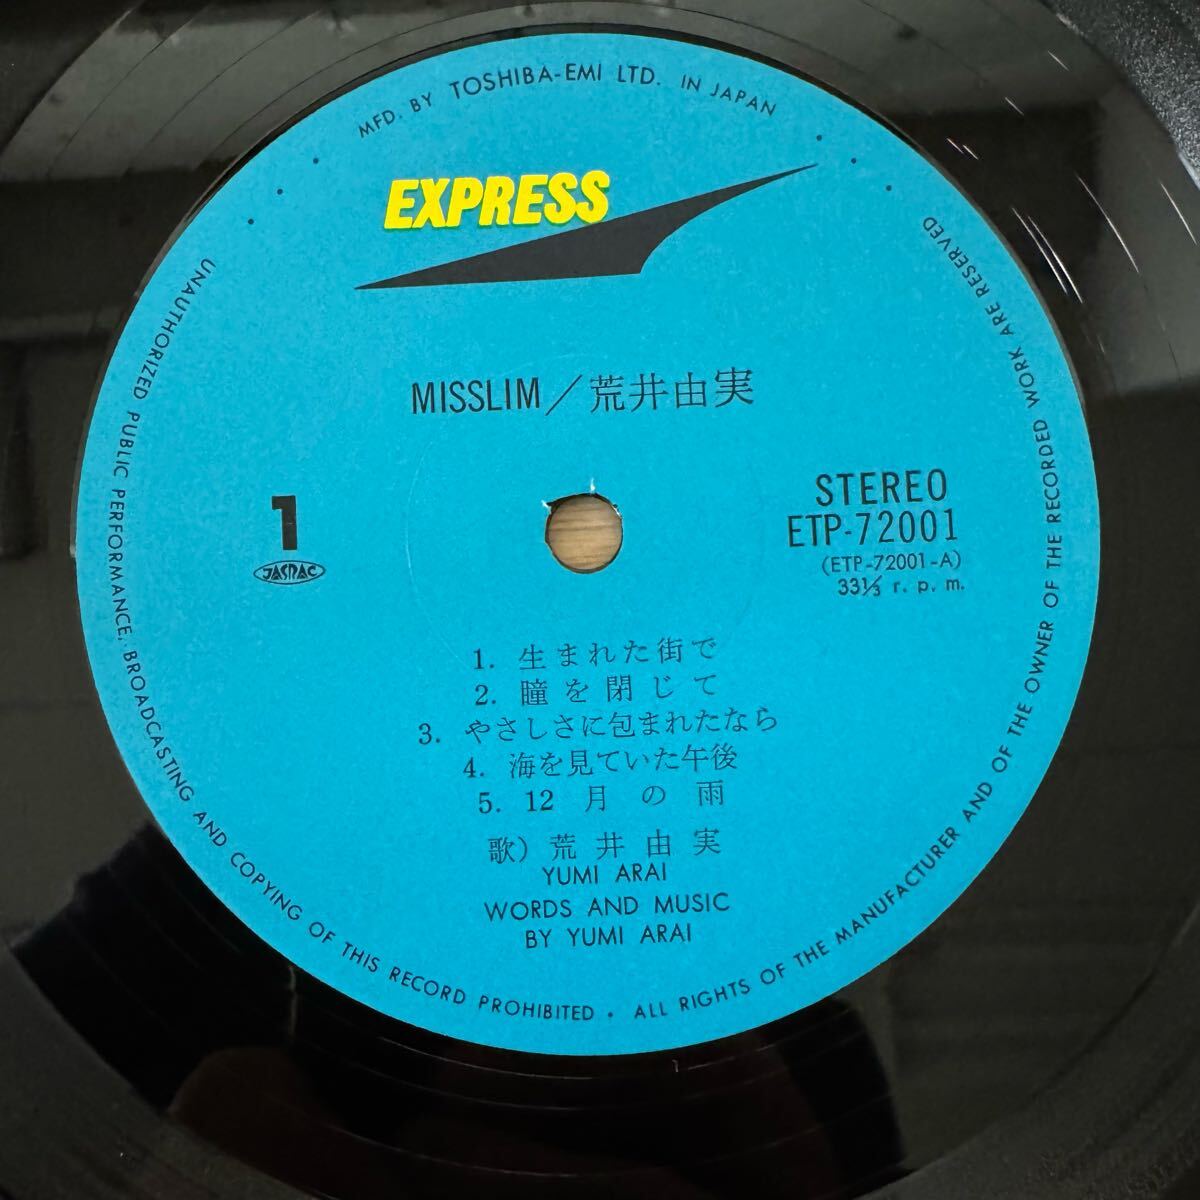 MFD. BY TOSHIBA-EMI LTD. IN JAPAN
EXPRESS
MISSLIM/荒井由実
1
JASRAC
STEREO
ETP-72001
(ETP-72001-A)
33⅓ r.p.m.
1. 生まれた街で
2. 瞳を閉じて
3. やさしさに包まれたなら
4. 海を見ていた午後
5. 12月の雨
歌) 荒井由実
YUMI ARAI
WORDS AND MUSIC
BY YUMI ARAI
UNAUTHORIZED PUBLIC PERFORMANCE, BROADCASTING AND COPYING OF THIS RECORD PROHIBITED • ALL RIGHTS OF THE MANUFACTURER AND OF THE OWNER OF THE RECORDED WORK ARE RESERVED